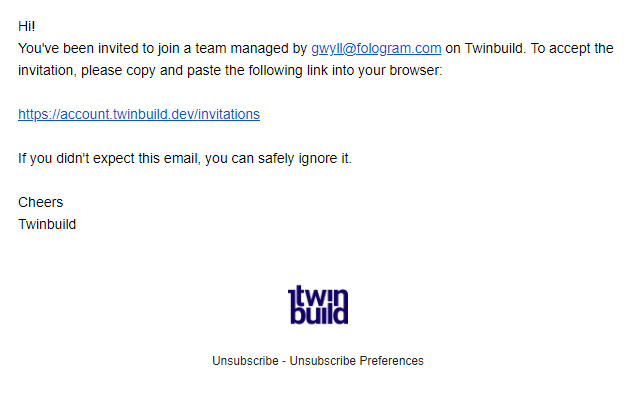 Hi!
You've been invited to join a team managed by gwyll@fologram.com on Twinbuild. To accept the
invitation, please copy and paste the following link into your browser:
https://account.twinbuild.dev/invitations
If you didn't expect this email, you can safely ignore it.
Cheers
Twinbuild
twin
build
Unsubscribe - Unsubscribe Preferences